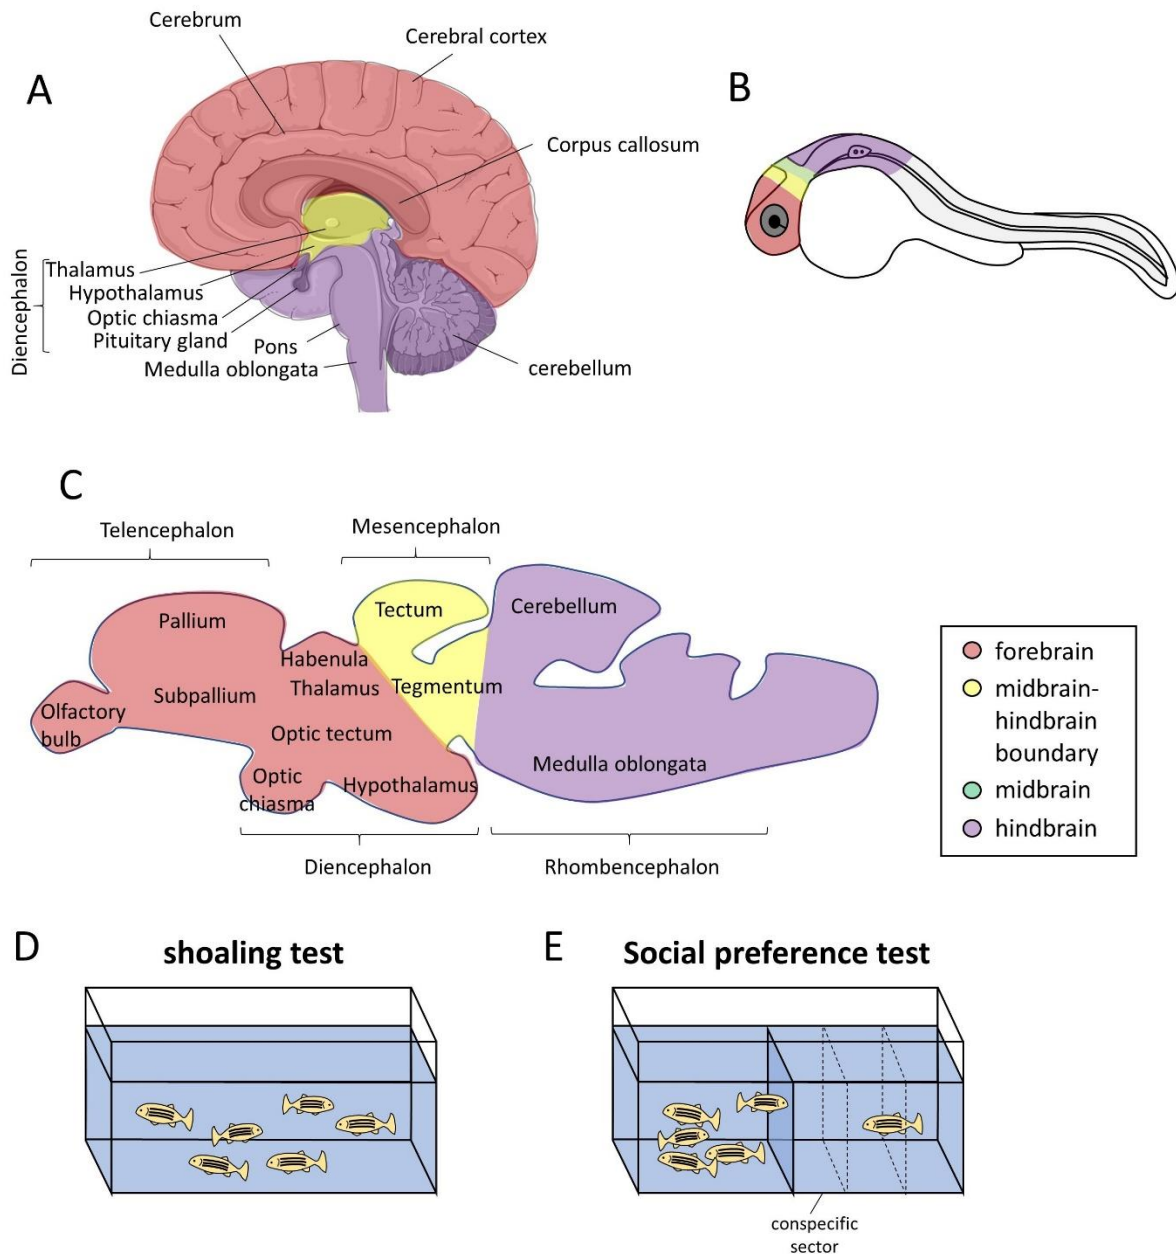 A
Cerebrum
Cerebral cortex
Corpus callosum
Diencephalon
Thalamus
Hypothalamus
Optic chiasma
Pituitary gland
Pons
Medulla oblongata
cerebellum
B
C
Telencephalon
Mesencephalon
Pallium
Tectum
Cerebellum
Habenula
Thalamus
Subpallium
Tegmentum
Olfactory
bulb
Optic tectum
Optic
chiasma
Hypothalamus
Medulla oblongata
Diencephalon
Rhombencephalon
forebrain
midbrain-
hindbrain
boundary
midbrain
hindbrain
D
shoaling test
E
Social preference test
conspecific
sector